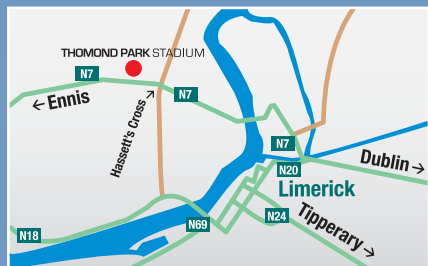 THOMOND PARK STADIUM
N7
← Ennis
Hassett's Cross →
N7
N7
Dublin →
N20
Limerick
N24
Tipperary →
N69
N18